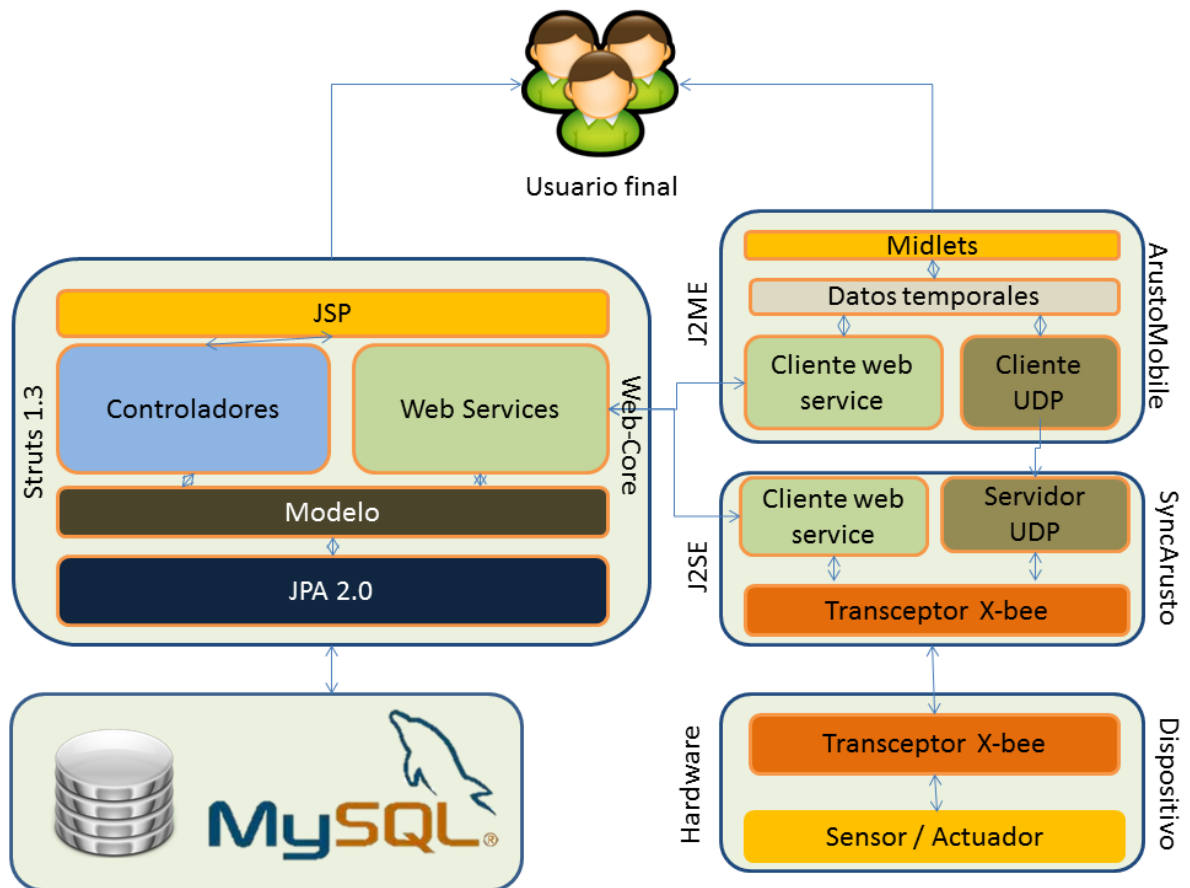 Usuario final
Struts 1.3
JSP
Controladores
Web Services
Modelo
JPA 2.0
Web-Core
MySQL®
J2ME
Midlets
Datos temporales
Cliente web
service
Cliente
UDP
ArustoMobile
J2SE
Cliente web
service
Servidor
UDP
Transceptor X-bee
SyncArusto
Hardware
Transceptor X-bee
Sensor / Actuador
Dispositivo